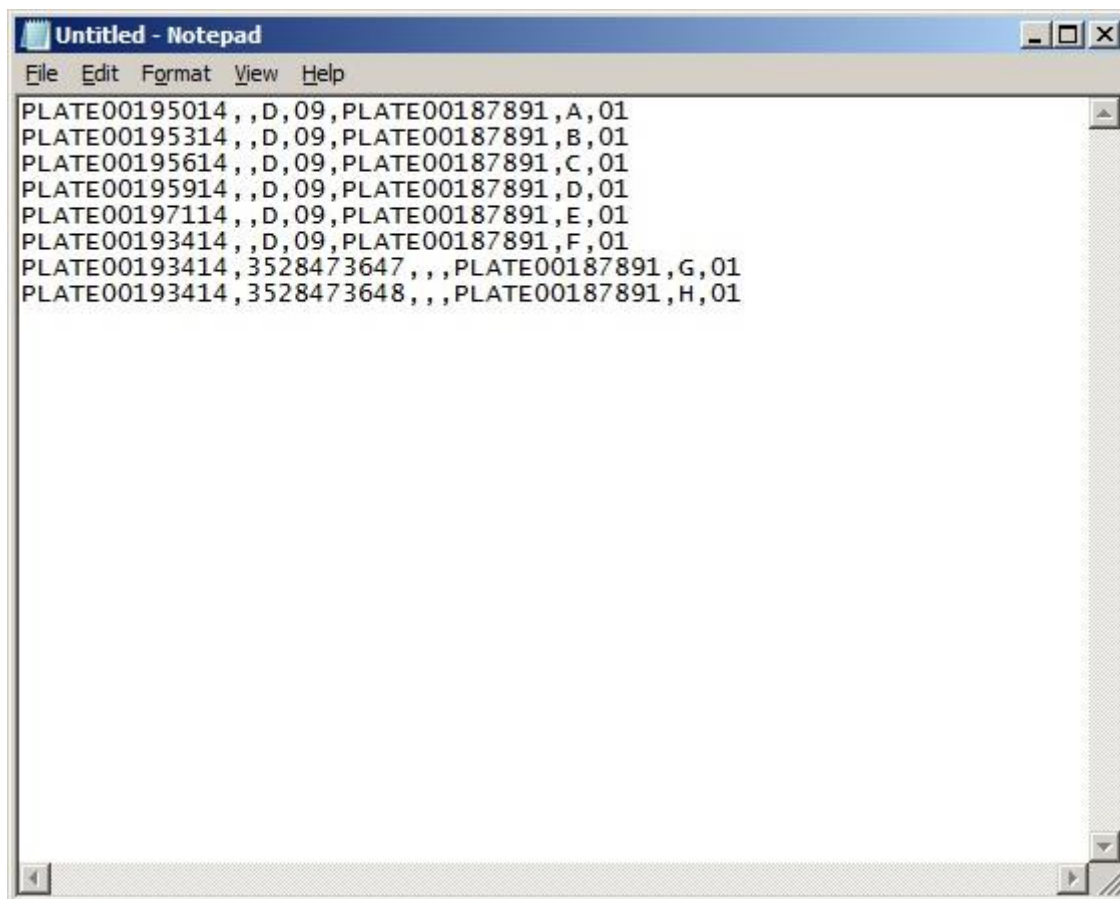 Untitled - Notepad
File Edit Format View Help
PLATE00195014,,D,09,PLATE00187891,A,01
PLATE00195314,,D,09,PLATE00187891,B,01
PLATE00195614,,D,09,PLATE00187891,C,01
PLATE00195914,,D,09,PLATE00187891,D,01
PLATE00197114,,D,09,PLATE00187891,E,01
PLATE00193414,,D,09,PLATE00187891,F,01
PLATE00193414,3528473647,,,PLATE00187891,G,01
PLATE00193414,3528473648,,,PLATE00187891,H,01